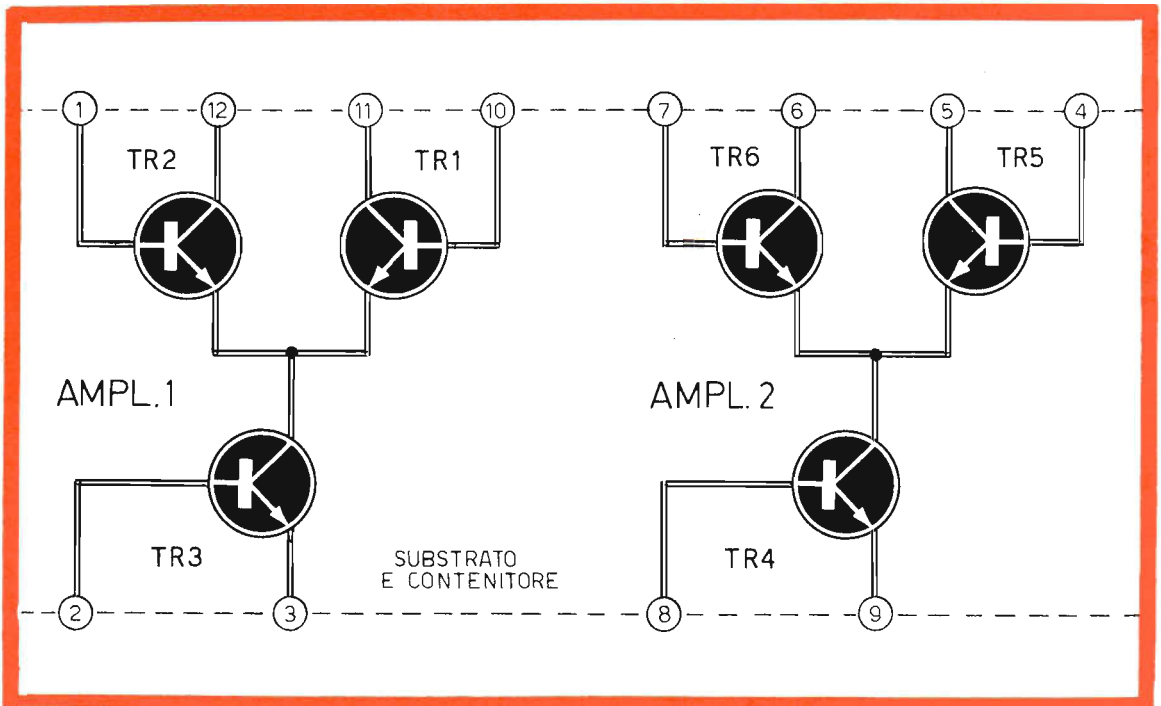 1 12 11 10 7 6 5 4
TR2 TR1 TR6 TR5
AMPL.1 AMPL. 2
TR3 SUBSTRATO TR4
E CONTENITORE
2 3 8 9